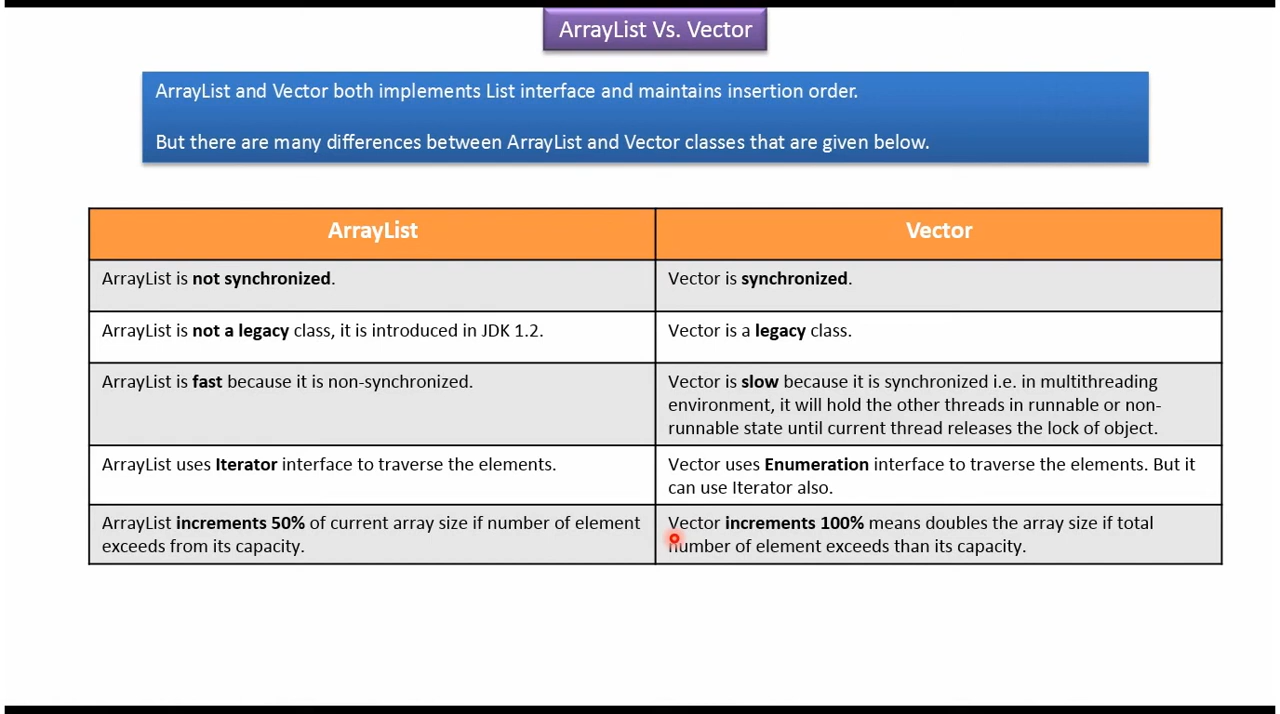 ArrayList Vs. Vector
ArrayList and Vector both implements List interface and maintains insertion order.
But there are many differences between ArrayList and Vector classes that are given below.
ArrayList
Vector
ArrayList is not synchronized.
Vector is synchronized.
ArrayList is not a legacy class, it is introduced in JDK 1.2.
Vector is a legacy class.
ArrayList is fast because it is non-synchronized.
Vector is slow because it is synchronized i.e. in multithreading
environment, it will hold the other threads in runnable or non-
runnable state until current thread releases the lock of object.
ArrayList uses Iterator interface to traverse the elements.
Vector uses Enumeration interface to traverse the elements. But it
can use Iterator also.
ArrayList increments 50% of current array size if number of element
exceeds from its capacity.
Vector increments 100% means doubles the array size if total
number of element exceeds than its capacity.